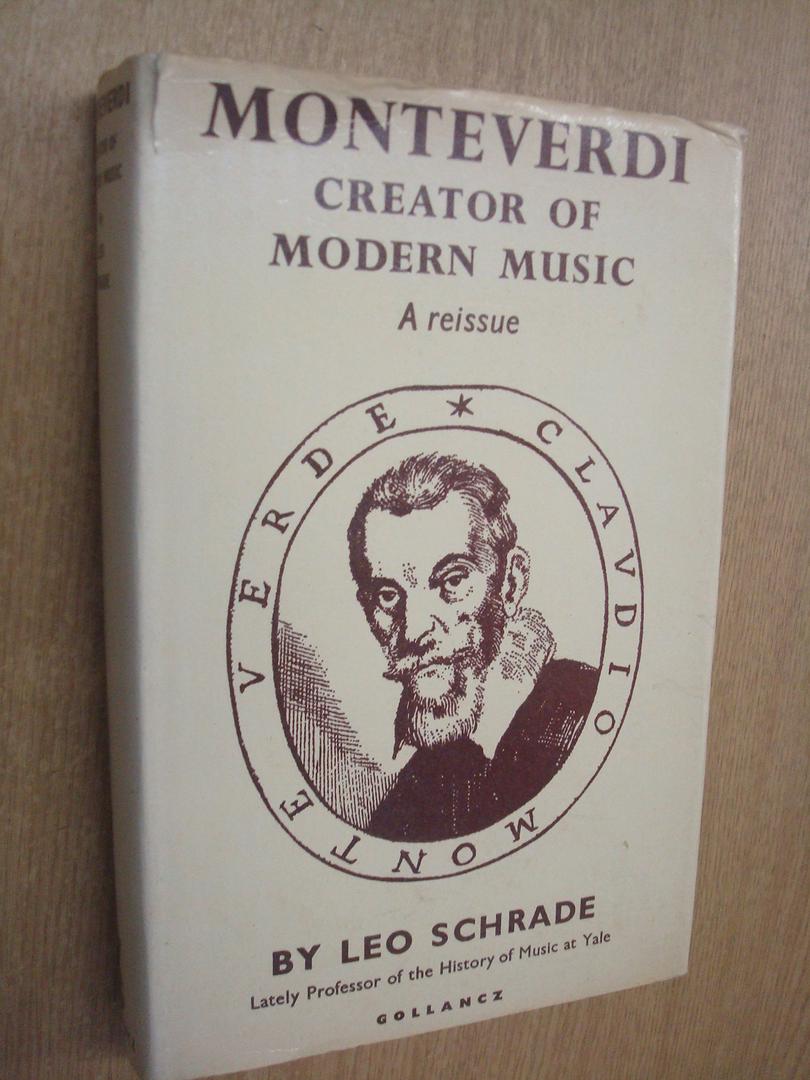 MONTEVERDI
CREATOR OF
MODERN MUSIC
A reissue
CLAVDIO MONTE VERDE *
BY LEO SCHRADE
Lately Professor of the History of Music at Yale
GOLLANCZ